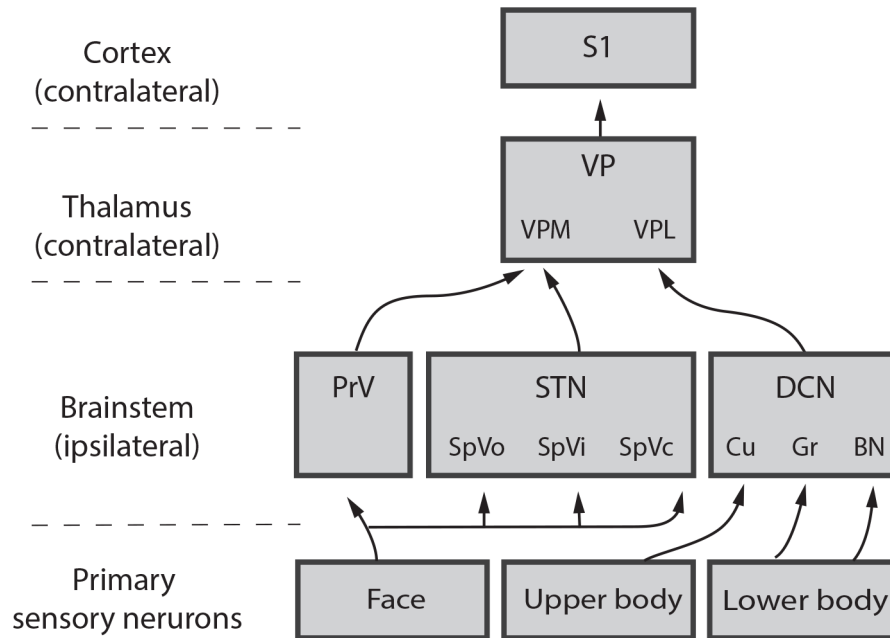 Cortex
(contralateral)
S1
Thalamus
(contralateral)
VP
VPM VPL
Brainstem
(ipsilateral)
PrV STN DCN
SpVo SpVi SpVc Cu Gr BN
Primary
sensory nerurons
Face Upper body Lower body